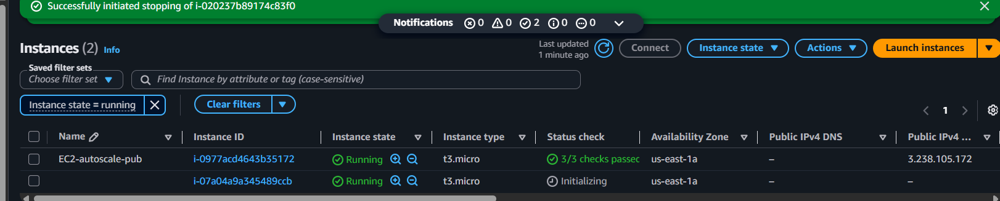 Successfully initiated stopping of i-020237b89174c83f0
Notifications 0 0 2 0 0
Instances (2) Info
Last updated
1 minute ago
Connect
Instance state
Actions
Launch instances
Saved filter sets
Choose filter set
Find Instance by attribute or tag (case-sensitive)
Instance state = running
Clear filters
1
Name Instance ID Instance state Instance type Status check Availability Zone Public IPv4 DNS Public IPv4 ...
EC2-autoscale-pub i-0977acd4643b35172 Running t3.micro 3/3 checks passec us-east-1a – 3.238.105.172
i-07a04a9a345489ccb Running t3.micro Initializing us-east-1a – –